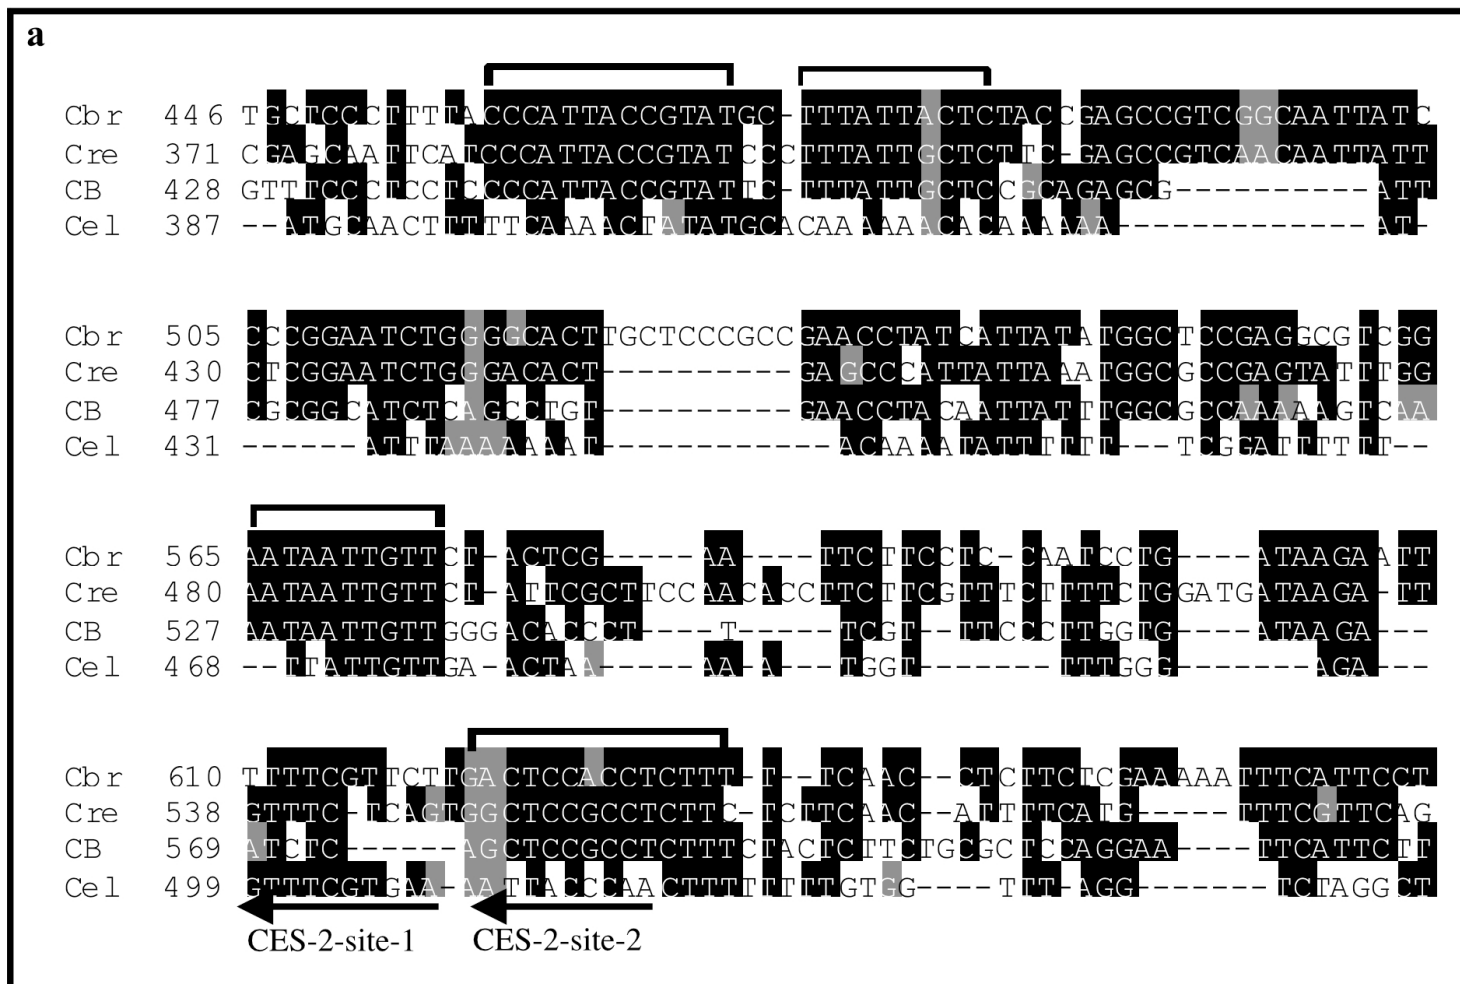 a
Cbr 446 TGCTCCCTTTTACCCATTACCGTATGC-TTTATTACTCTACCGAGCCGTCGGCAATTATC
Cre 371 CGAGCAATTCATCCCATTACCGTATCCCTTTATTGCTCTTC-GAGCCGTCAACAATTATT
CB 428 GTTTCCCTCCTCCCCATTACCGTATTC-TTTATTGCTCCGCAGAGCG----------ATT
Cel 387 --ATGCAACTTTTTCAAAACTATATGCACAAAAAACACAAAAAA-------------AT-
Cbr 505 CCCGGAATCTGGGGCACTTGCTCCCGCCGAACCTATCATTATATGGCTCCGAGGCGTCGG
Cre 430 CTCGGAATCTGGGACACT----------GAGCCCATTATTAAATGGCGCCGAGTATTTGG
CB 477 CGCGGCATCTCAGCCTGT----------GAACCTACAATTATTTGGCGCCAAAAAGTCAA
Cel 431 ------ATTTAAAAAAAT------------ACAAAATATTTTTT---TCGGATTTTTT--
Cbr 565 AATAATTGTTCT-ACTCG-----AA----TTCTTCCTC-CAATCCTG----ATAAGAATT
Cre 480 AATAATTGTTCT-ATTCGCTTCCAACACCTTCTTCGTTTCTTTTCTGGATGATAAGA-TT
CB 527 AATAATTGTTGGGACACCCT----T-----TCGT--TTCCCTTGGTG----ATAAGA---
Cel 468 --TTATTGTTGA-ACTAA-----AA-A---TGGT-------TTTGGG-------AGA---
Cbr 610 TTTTCGTTCTTGACTCCACCTCTTT-T--TCAAC--CTCTTCTCGAAAAATTTCATTCCT
Cre 538 GTTTC-TCAGTGGCTCCGCCTCTTC-TCTTCAAC--ATTTTCATG-----TTTCGTTCAG
CB 569 ATCTC------AGCTCCGCCTCTTTCTACTCTTCTGCGCTCCAGGAA----TTCATTCTT
Cel 499 GTTTCGTGAA-AATTACCCAACTTTTTTTTGTGG----TTT-AGG-------TCTAGGCT
CES-2-site-1 CES-2-site-2